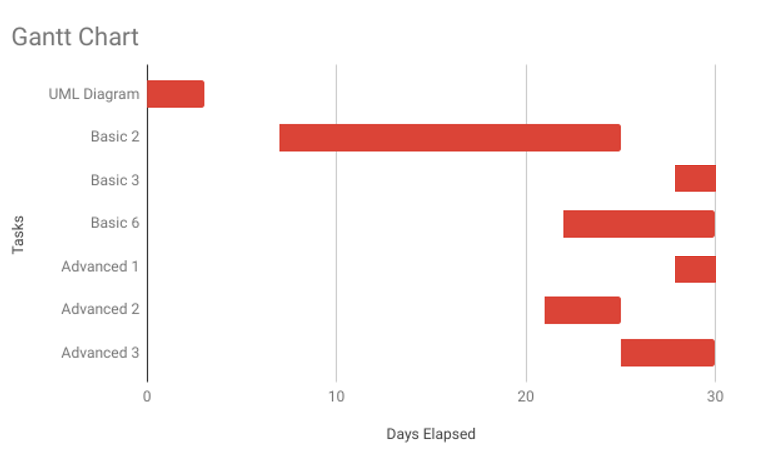 Gantt Chart
UML Diagram
Basic 2
Basic 3
Basic 6
Advanced 1
Advanced 2
Advanced 3
Tasks
0 10 20 30
Days Elapsed